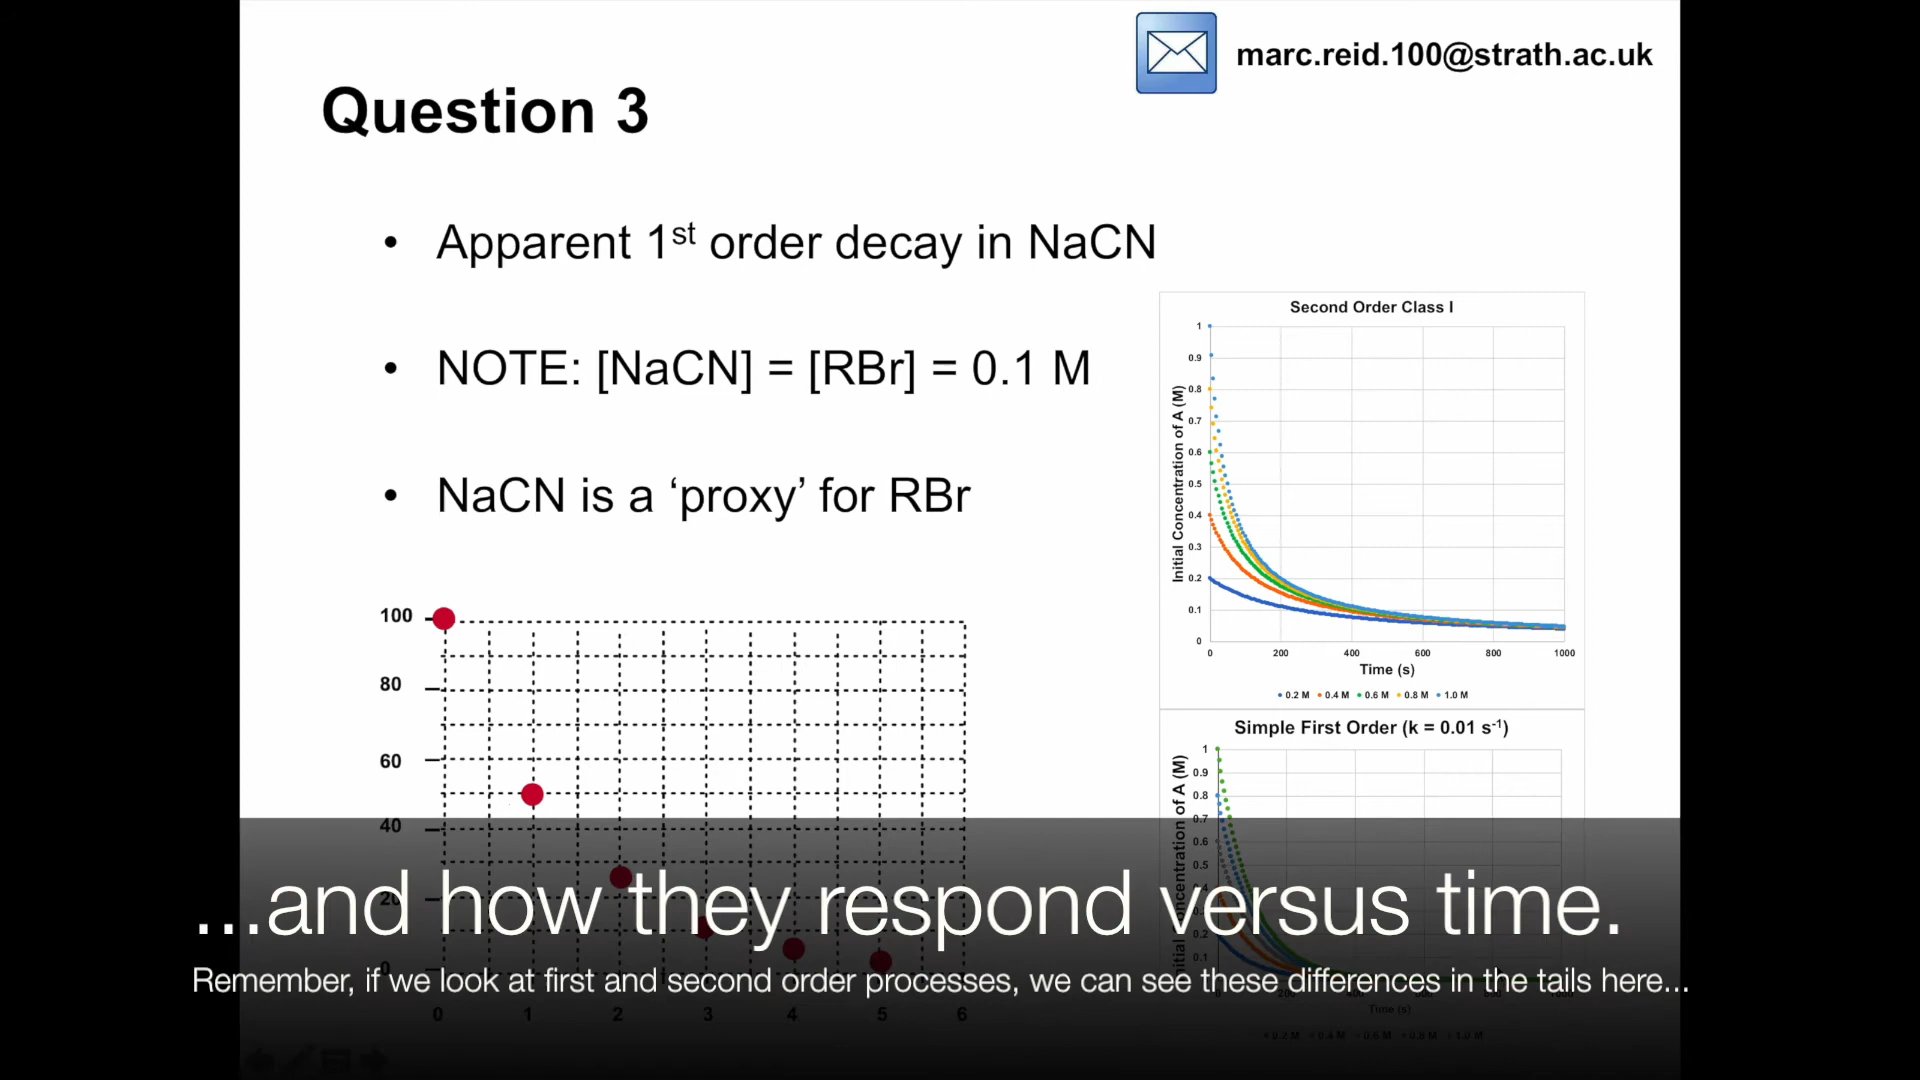 marc.reid.100@strath.ac.uk
Question 3
• Apparent 1st order decay in NaCN
• NOTE: [NaCN] = [RBr] = 0.1 M
• NaCN is a ‘proxy’ for RBr
100
80
60
40
20
0
0 1 2 3 4 5 6
Second Order Class I
Initial Concentration of A (M)
1
0.9
0.8
0.7
0.6
0.5
0.4
0.3
0.2
0.1
0
0 200 400 600 800 1000
Time (s)
0.2 M 0.4 M 0.6 M 0.8 M 1.0 M
Simple First Order (k = 0.01 s-1)
Initial Concentration of A (M)
1
0.9
0.8
0.7
0.6
0.5
0.2
0.1
0 200 400 600 800 1000
Time (s)
0.2 M 0.4 M 0.6 M 0.8 M 1.0 M
...and how they respond versus time.
Remember, if we look at first and second order processes, we can see these differences in the tails here...